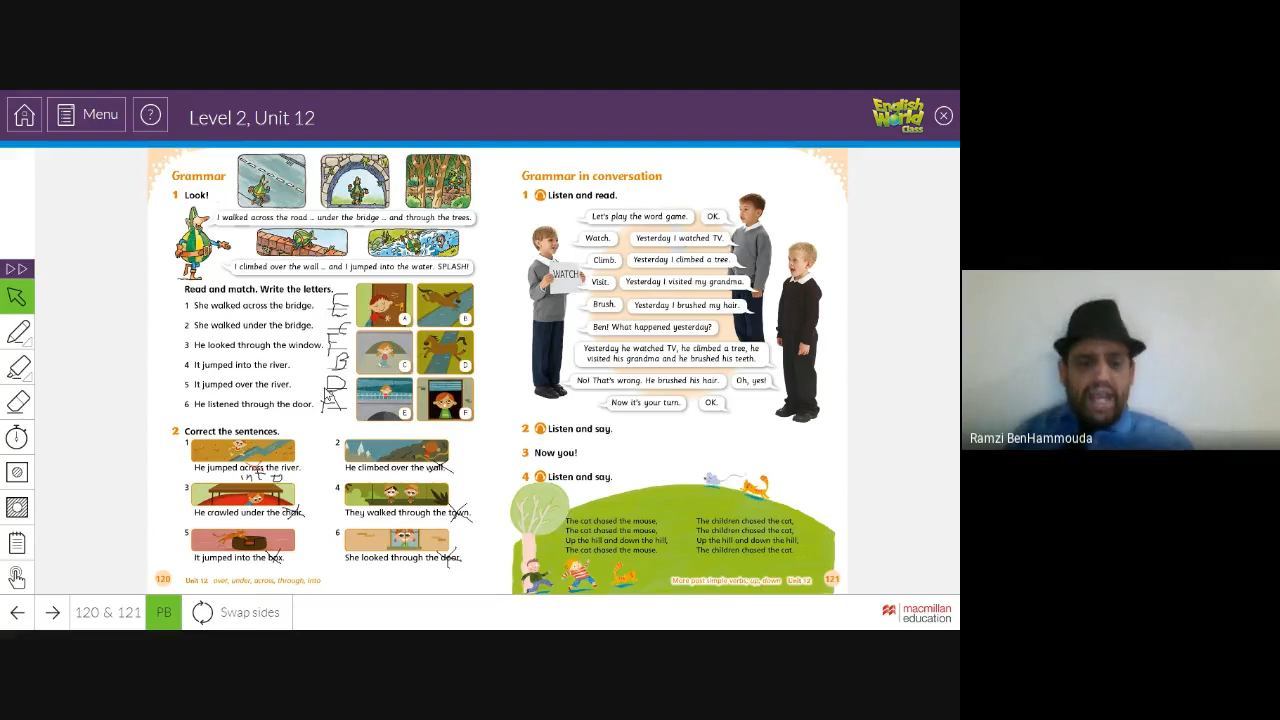 Menu
?
Level 2, Unit 12
English World Class
Grammar
1 Look!
I walked across the road ... under the bridge ... and through the trees.
I climbed over the wall ... and I jumped into the water. SPLASH!
Read and match. Write the letters.
1 She walked across the bridge. E
2 She walked under the bridge.
3 He looked through the window. F
4 It jumped into the river. B
5 It jumped over the river. D
6 He listened through the door. A
A
B
C
D
E
F
2 Correct the sentences.
1
2
He jumped across the river.
into
He climbed over the wall.
3
4
He crawled under the chair.
They walked through the town.
5
6
It jumped into the box.
She looked through the door.
120 Unit 12 over, under, across, through, into
Grammar in conversation
1 Listen and read.
Let's play the word game.
OK.
WATCH
Watch.
Yesterday I watched TV.
Climb.
Yesterday I climbed a tree.
Visit.
Yesterday I visited my grandma.
Brush.
Yesterday I brushed my hair.
Ben! What happened yesterday?
Yesterday he watched TV, he climbed a tree, he
visited his grandma and he brushed his teeth.
No! That's wrong. He brushed his hair.
Oh, yes!
Now it's your turn.
OK.
2 Listen and say.
3 Now you!
4 Listen and say.
The cat chased the mouse,
The cat chased the mouse,
Up the hill and down the hill,
The cat chased the mouse.
The children chased the cat,
The children chased the cat,
Up the hill and down the hill,
The children chased the cat.
More past simple verbs; up, down Unit 12 121
120 & 121
PB
Swap sides
macmillan
education
Ramzi BenHammouda